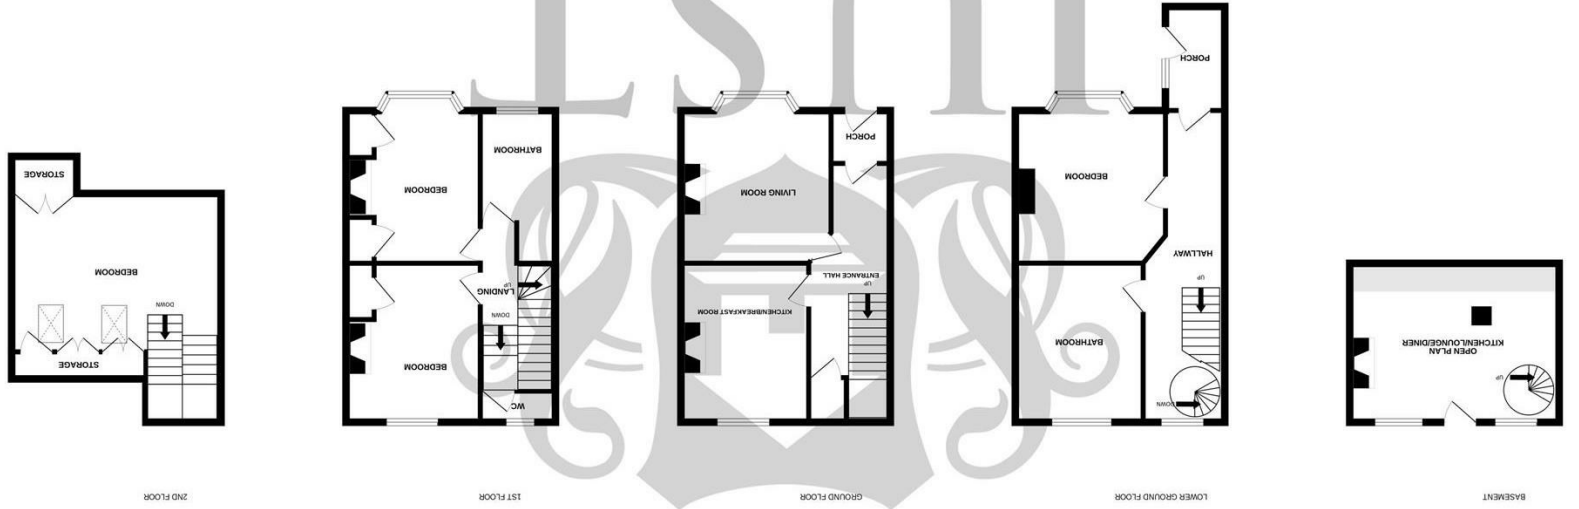 BASEMENT
UP
OPEN PLAN
KITCHEN/LOUNGE/DINER
LOWER GROUND FLOOR
DOWN
BATHROOM
UP
HALLWAY
BEDROOM
PORCH
GROUND FLOOR
KITCHEN/BREAKFAST ROOM
UP
ENTRANCE HALL
LIVING ROOM
PORCH
1ST FLOOR
WC
BEDROOM
DOWN
LANDING
UP
BEDROOM
BATHROOM
2ND FLOOR
STORAGE
DOWN
BEDROOM
STORAGE